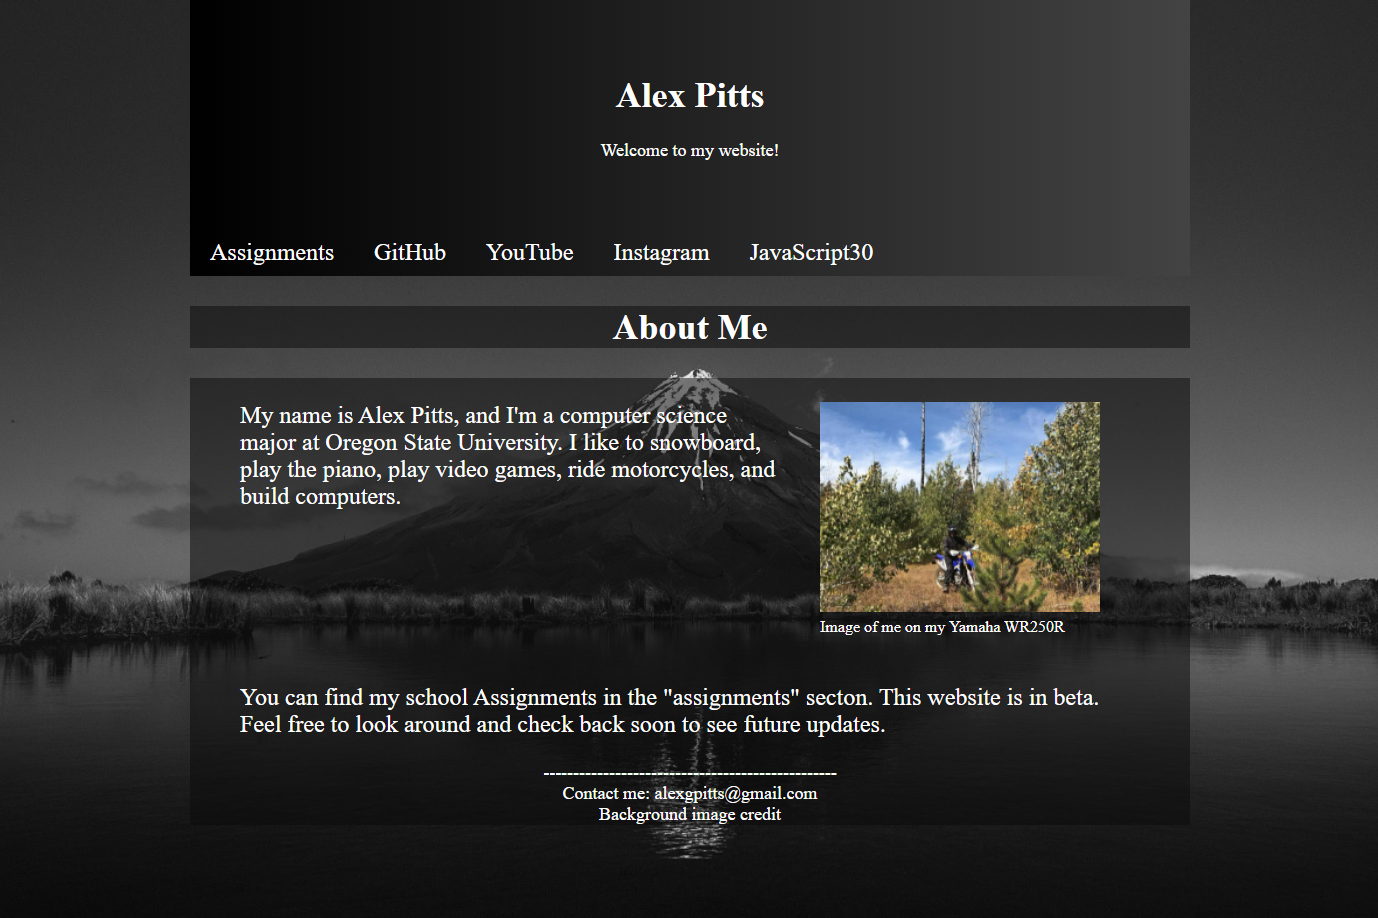 Alex Pitts
Welcome to my website!
Assignments GitHub YouTube Instagram JavaScript30
About Me
My name is Alex Pitts, and I'm a computer science
major at Oregon State University. I like to snowboard,
play the piano, play video games, ride motorcycles, and
build computers.
Image of me on my Yamaha WR250R
You can find my school Assignments in the "assignments" secton. This website is in beta.
Feel free to look around and check back soon to see future updates.
-------------------------------------------------
Contact me: alexgpitts@gmail.com
Background image credit